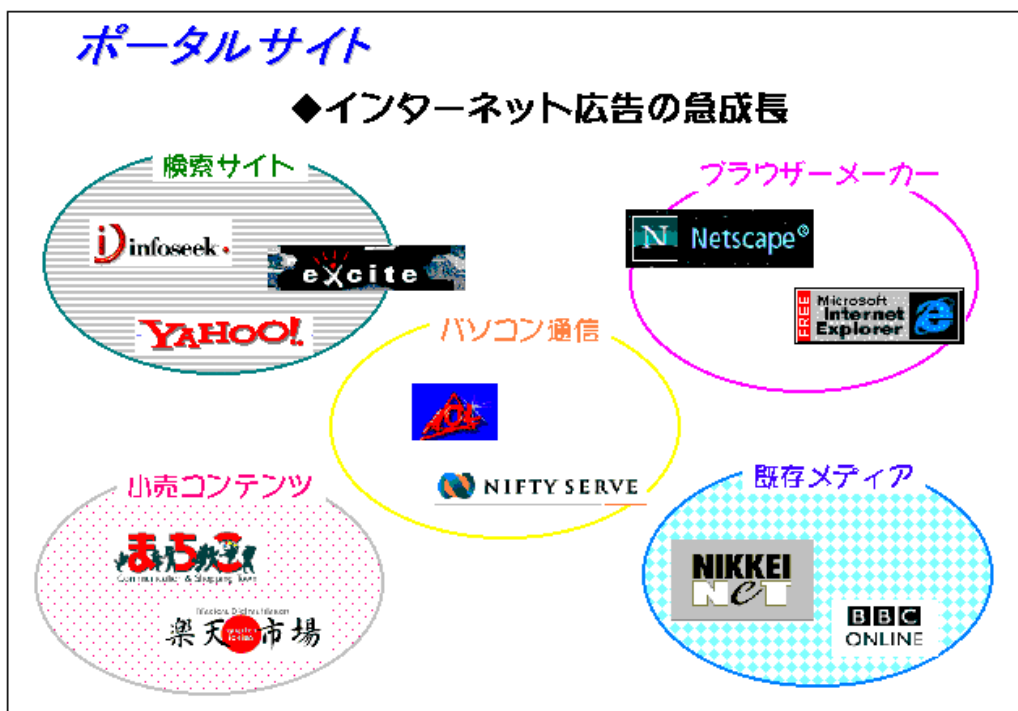 ポータルサイト
◆インターネット広告の急成長
検索サイト
infoseek
excite
YAHOO!
ブラウザーメーカー
N Netscape®
FREE
Microsoft
Internet
Explorer
パソコン通信
AOL
NIFTY SERVE
小売コンテンツ
まちこ
Communication & Shopping Town
楽天市場
既存メディア
NIKKEI
NeT
BBC
ONLINE